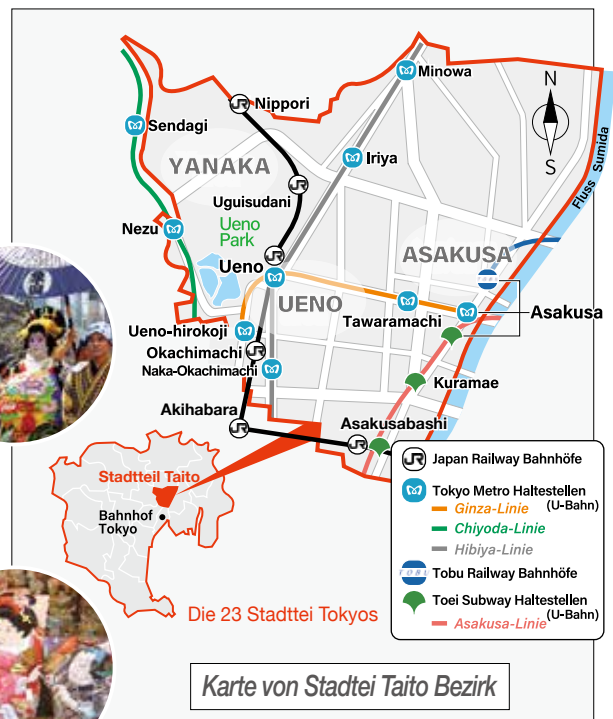 Minowa
N
S
Nippori
Sendagi
Iriya
YANAKA
Fluss Sumida
Uguisudani
Nezu
Ueno
Park
ASAKUSA
Ueno
TOBU
UENO
Asakusa
Tawaramachi
Ueno-hirokoji
Okachimachi
Naka-Okachimachi
Kuramae
Akihabara
Asakusabashi
JR Japan Railway Bahnhöfe
Tokyo Metro Haltestellen
(U-Bahn)
Ginza-Linie
Chiyoda-Linie
Hibiya-Linie
TOBU Tobu Railway Bahnhöfe
Toei Subway Haltestellen
(U-Bahn)
Asakusa-Linie
Stadtteil Taito
Bahnhof
Tokyo
Die 23 Stadttei Tokyos
Karte von Stadtei Taito Bezirk